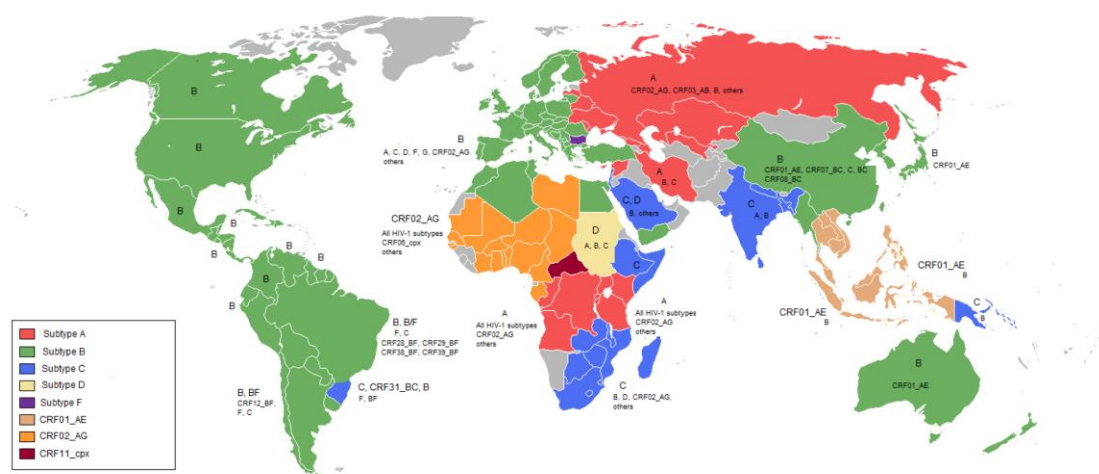 B
B
B
B
B
B
B
B
B
B
A, C, D, F, G, CRF02_AG
others
A
CRF02_AG, CRF03_AB, B, others
B
CRF01_AE, CRF07_BC, C, BC
CRF08_BC
B
CRF01_AE
A
B, C
C, D
B, others
C
A, B
CRF02_AG
All HIV-1 subtypes
CRF06_cpx
others
D
A, B, C
C
A
All HIV-1 subtypes
CRF02_AG
others
A
All HIV-1 subtypes
CRF02_AG
others
C
B, D, CRF02_AG,
others
CRF01_AE
B
CRF01_AE
B
C
B
B
CRF01_AE
B, B/F
F, C
CRF28_BF, CRF29_BF
CRF38_BF, CRF39_BF
C, CRF31_BC, B
F, BF
B, BF
CRF12_BF,
F, C
Subtype A
Subtype B
Subtype C
Subtype D
Subtype F
CRF01_AE
CRF02_AG
CRF11_cpx